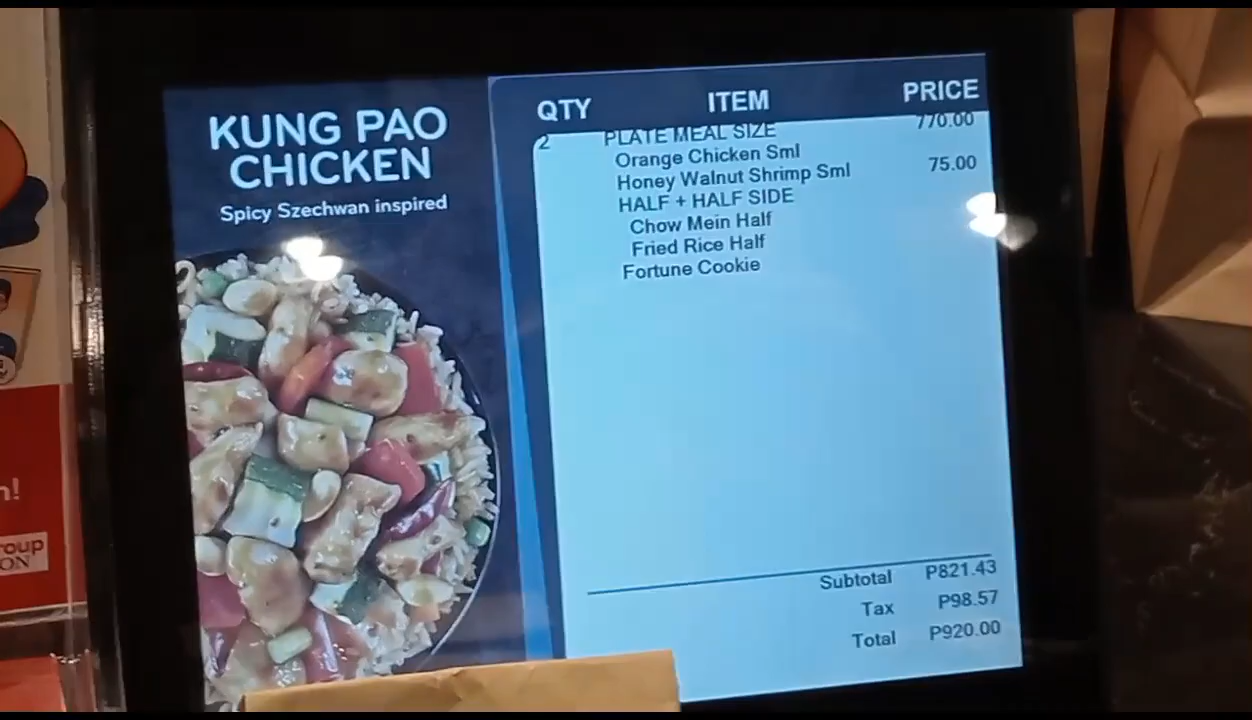 KUNG PAO
CHICKEN
Spicy Szechwan inspired
QTY ITEM PRICE
2 PLATE MEAL SIZE 770.00
Orange Chicken Sml
Honey Walnut Shrimp Sml 75.00
HALF + HALF SIDE
Chow Mein Half
Fried Rice Half
Fortune Cookie
Subtotal P821.43
Tax P98.57
Total P920.00